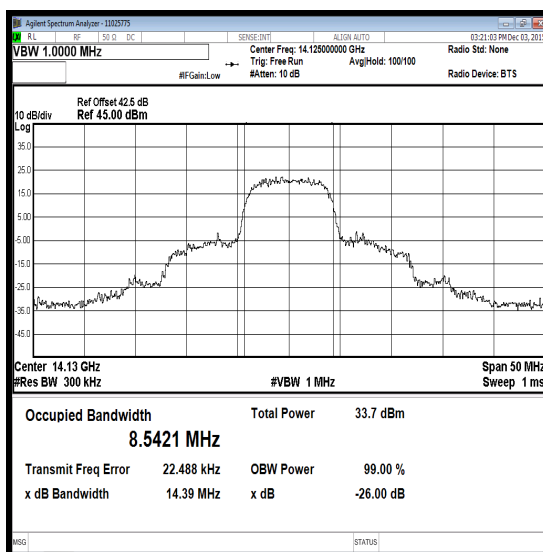 Agilent Spectrum Analyzer - 11025775
RL RF 50 Ω DC SENSE:INT ALIGN AUTO 03:21:03 PM Dec 03, 201
VBW 1.0000 MHz
Center Freq: 14.125000000 GHz
Radio Std: None
Trig: Free Run
Avg|Hold: 100/100
#IFGain:Low
#Atten: 10 dB
Radio Device: BTS
Ref Offset 42.5 dB
10 dB/div
Ref 45.00 dBm
Log
35.0
25.0
15.0
5.00
-5.00
-15.0
-25.0
-35.0
-45.0
Center 14.13 GHz
Span 50 MHz
#Res BW 300 kHz
#VBW 1 MHz
Sweep 1 ms
Occupied Bandwidth
Total Power 33.7 dBm
8.5421 MHz
Transmit Freq Error 22.488 kHz
OBW Power 99.00 %
x dB Bandwidth 14.39 MHz
x dB -26.00 dB
MSG
STATUS